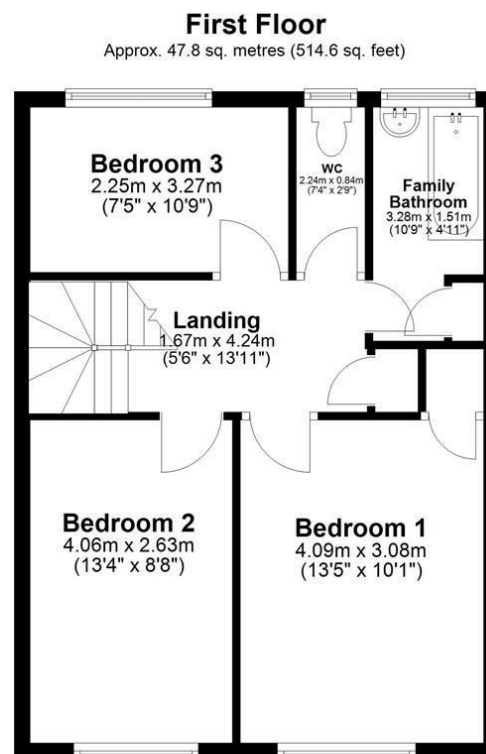 First Floor
Approx. 47.8 sq. metres (514.6 sq. feet)
Bedroom 3
2.25m x 3.27m
(7'5" x 10'9")
WC
2.24m x 0.84m
(7'4" x 2'9")
Family
Bathroom
3.28m x 1.51m
(10'9" x 4'11")
Landing
1.67m x 4.24m
(5'6" x 13'11")
Bedroom 2
4.06m x 2.63m
(13'4" x 8'8")
Bedroom 1
4.09m x 3.08m
(13'5" x 10'1")